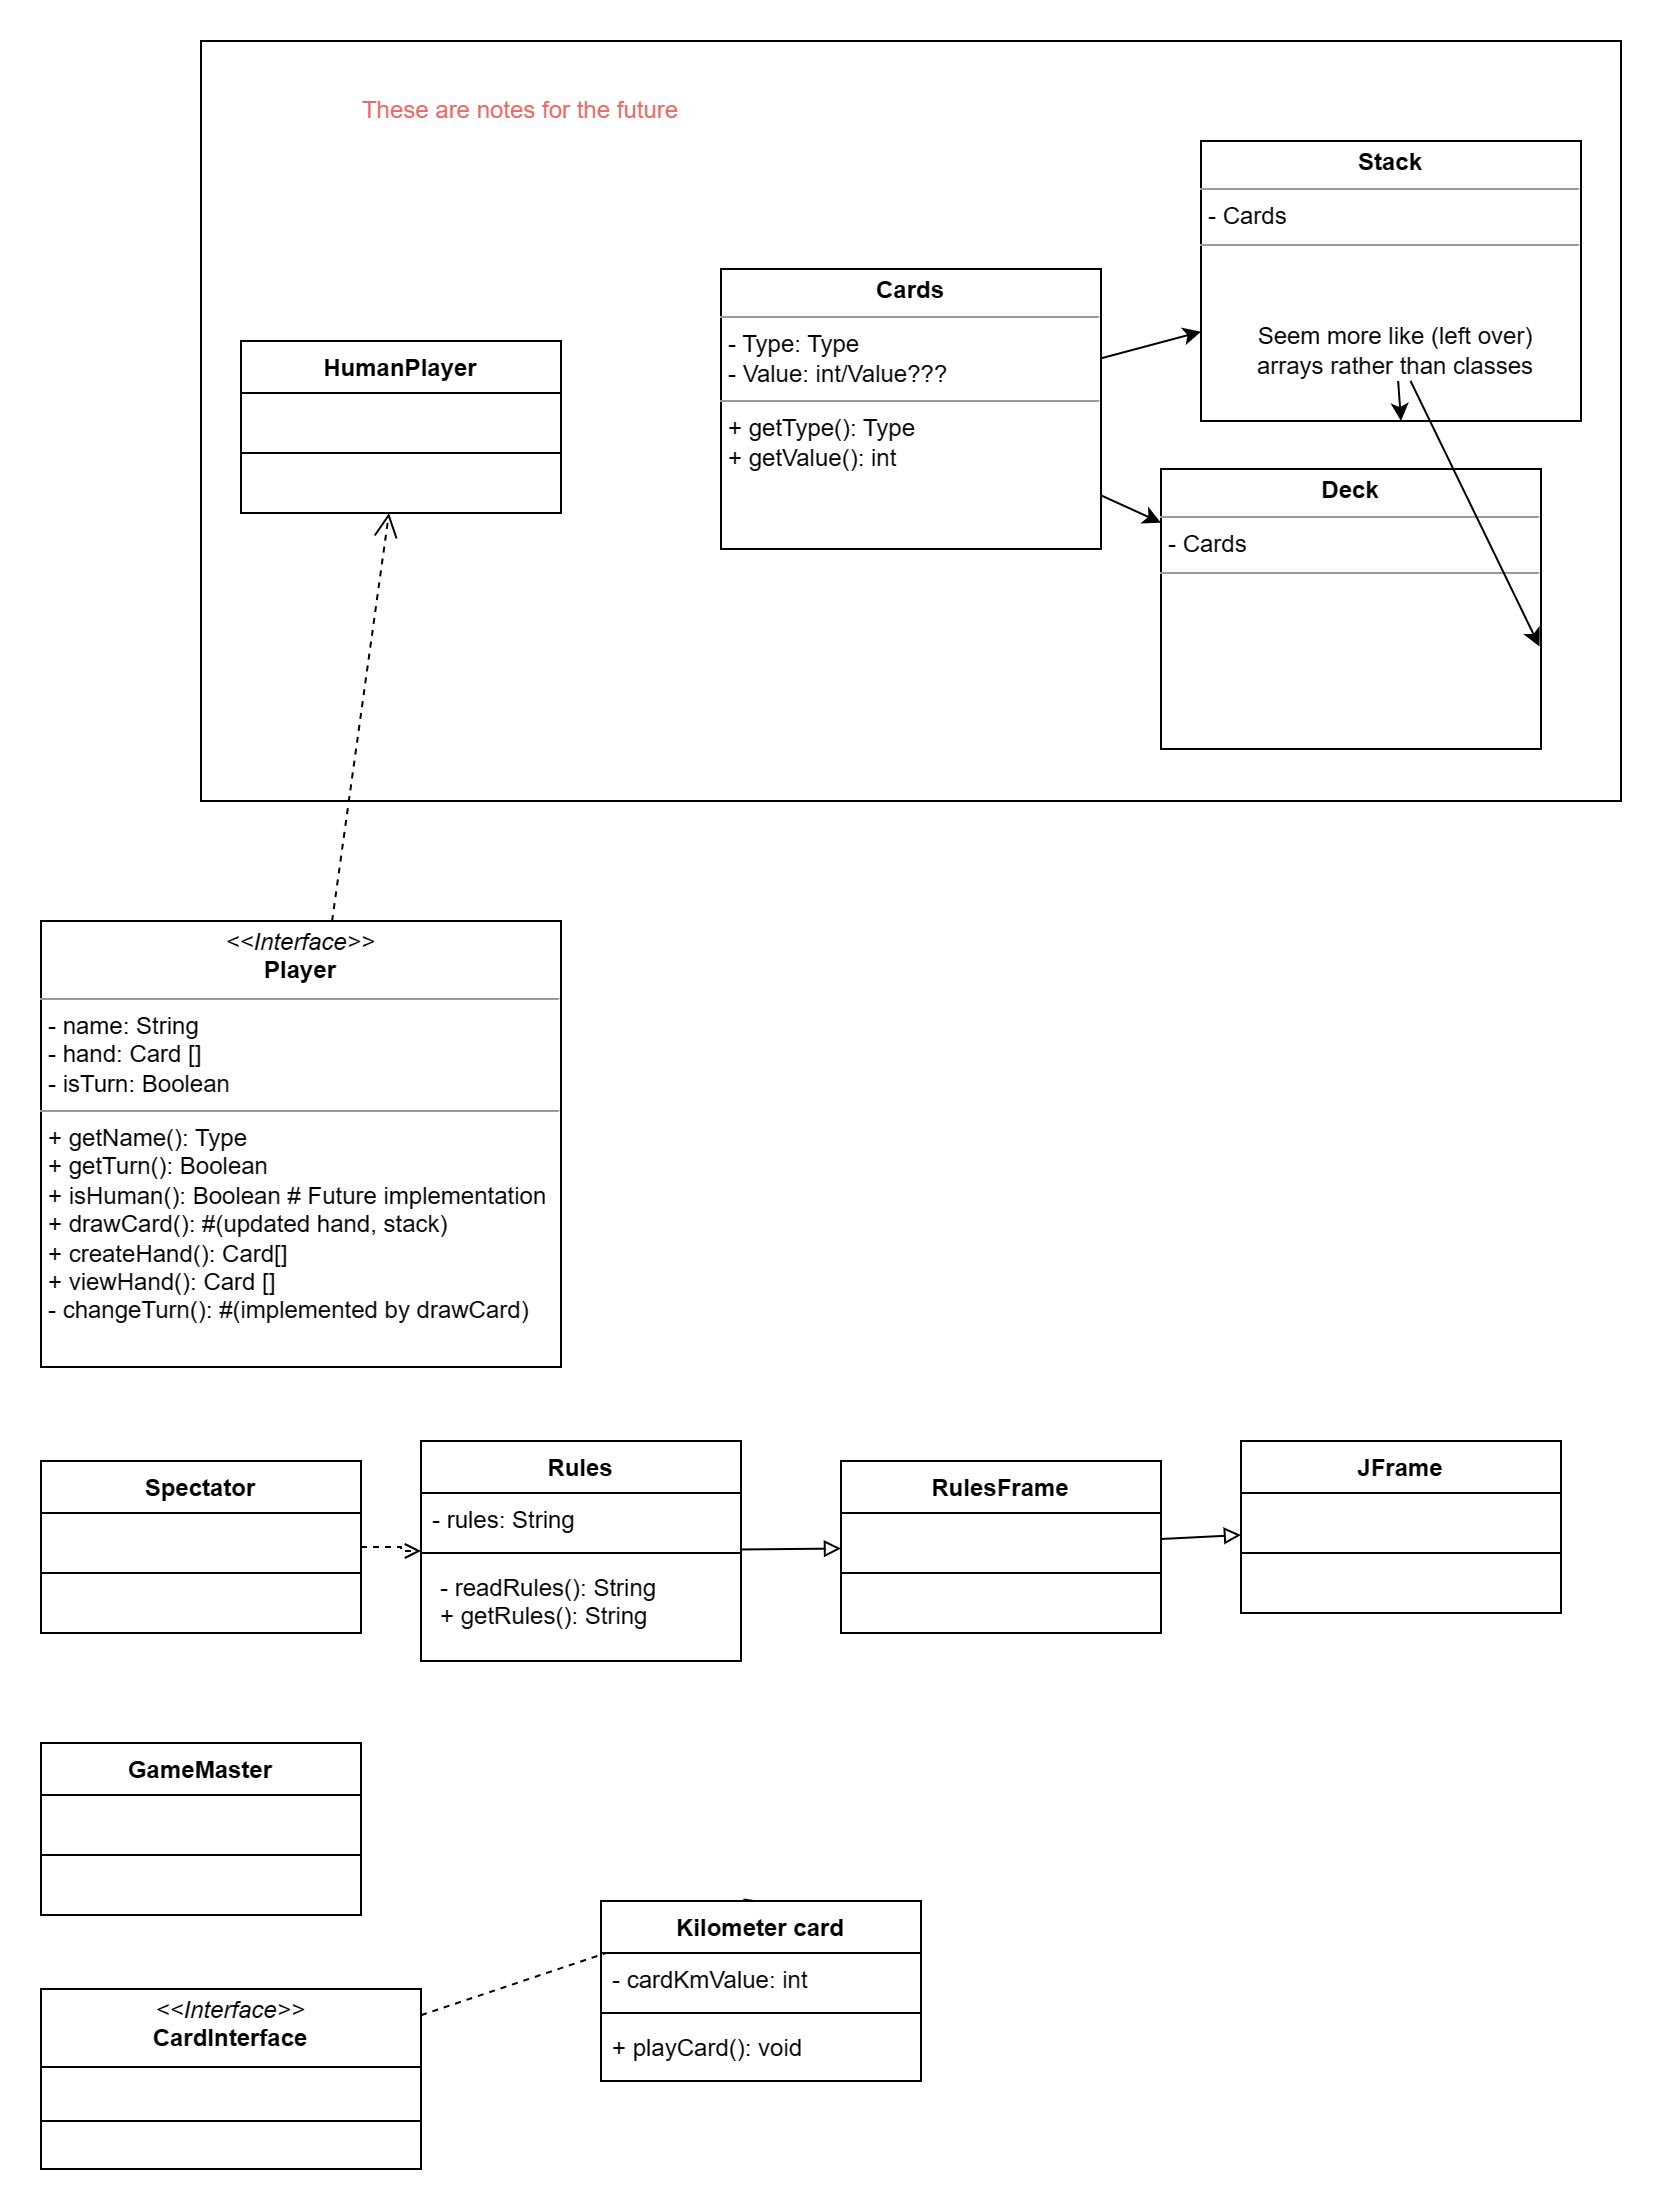 These are notes for the future
Stack
- Cards
Seem more like (left over)
arrays rather than classes
Cards
- Type: Type
- Value: int/Value???
+ getType(): Type
+ getValue(): int
HumanPlayer
Deck
- Cards
<<Interface>>
Player
- name: String
- hand: Card []
- isTurn: Boolean
+ getName(): Type
+ getTurn(): Boolean
+ isHuman(): Boolean # Future implementation
+ drawCard(): #(updated hand, stack)
+ createHand(): Card[]
+ viewHand(): Card []
- changeTurn(): #(implemented by drawCard)
Spectator
Rules
- rules: String
- readRules(): String
+ getRules(): String
RulesFrame
JFrame
GameMaster
Kilometer card
- cardKmValue: int
+ playCard(): void
<<Interface>>
CardInterface